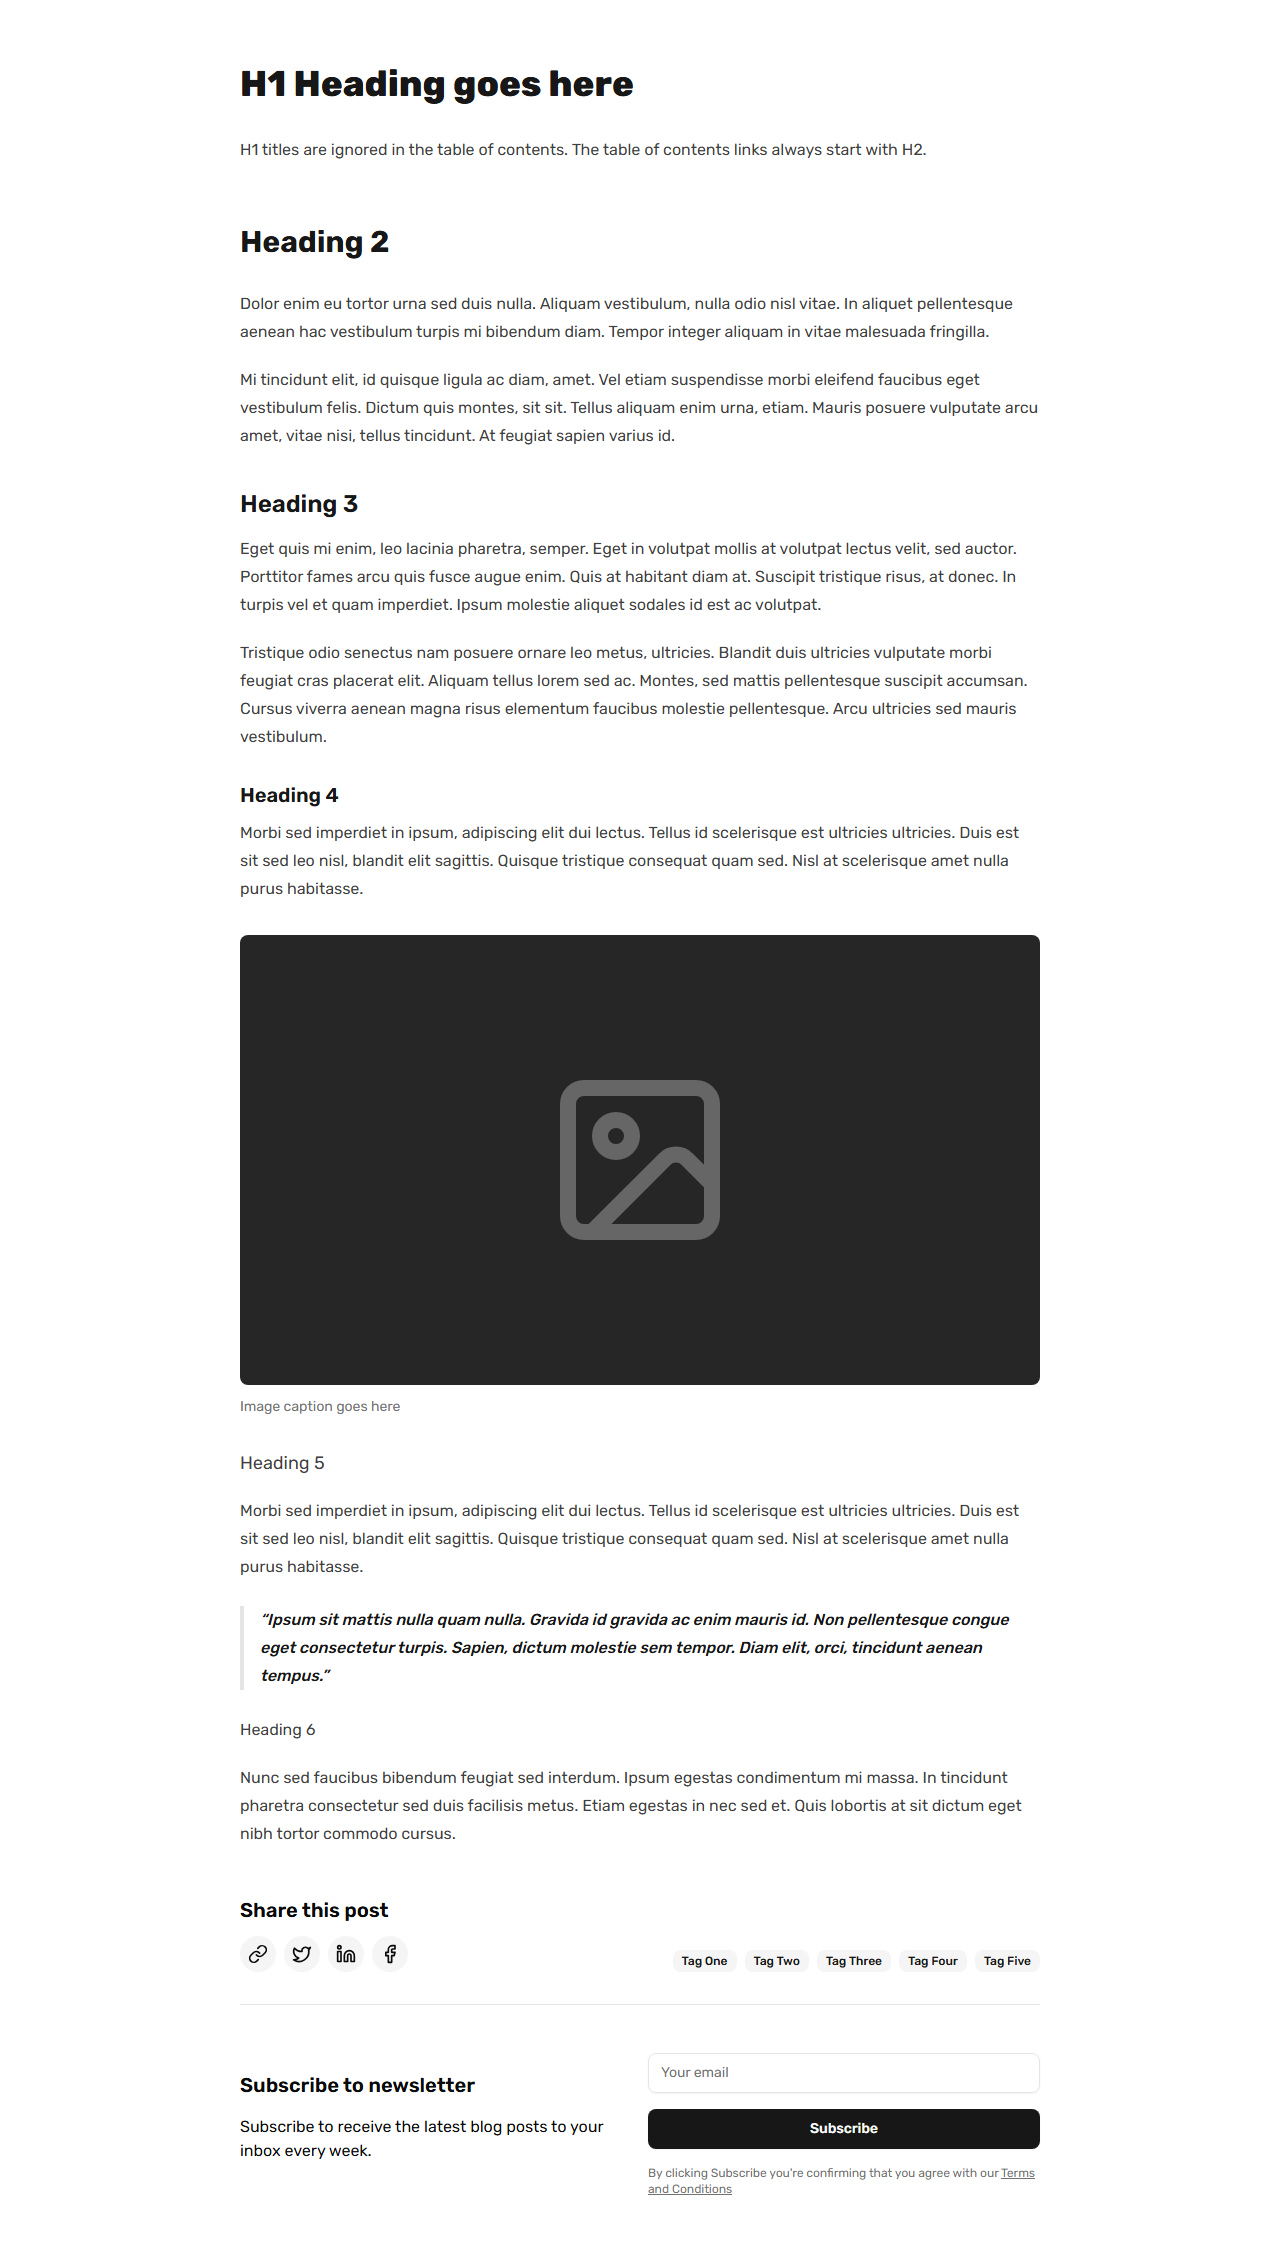 H1 Heading goes here
H1 titles are ignored in the table of contents. The table of contents links always start with H2.
Heading 2
Dolor enim eu tortor urna sed duis nulla. Aliquam vestibulum, nulla odio nisl vitae. In aliquet pellentesque
aenean hac vestibulum turpis mi bibendum diam. Tempor integer aliquam in vitae malesuada fringilla.
Mi tincidunt elit, id quisque ligula ac diam, amet. Vel etiam suspendisse morbi eleifend faucibus eget
vestibulum felis. Dictum quis montes, sit sit. Tellus aliquam enim urna, etiam. Mauris posuere vulputate arcu
amet, vitae nisi, tellus tincidunt. At feugiat sapien varius id.
Heading 3
Eget quis mi enim, leo lacinia pharetra, semper. Eget in volutpat mollis at volutpat lectus velit, sed auctor.
Porttitor fames arcu quis fusce augue enim. Quis at habitant diam at. Suscipit tristique risus, at donec. In
turpis vel et quam imperdiet. Ipsum molestie aliquet sodales id est ac volutpat.
Tristique odio senectus nam posuere ornare leo metus, ultricies. Blandit duis ultricies vulputate morbi
feugiat cras placerat elit. Aliquam tellus lorem sed ac. Montes, sed mattis pellentesque suscipit accumsan.
Cursus viverra aenean magna risus elementum faucibus molestie pellentesque. Arcu ultricies sed mauris
vestibulum.
Heading 4
Morbi sed imperdiet in ipsum, adipiscing elit dui lectus. Tellus id scelerisque est ultricies ultricies. Duis est
sit sed leo nisl, blandit elit sagittis. Quisque tristique consequat quam sed. Nisl at scelerisque amet nulla
purus habitasse.
Image caption goes here
Heading 5
Morbi sed imperdiet in ipsum, adipiscing elit dui lectus. Tellus id scelerisque est ultricies ultricies. Duis est
sit sed leo nisl, blandit elit sagittis. Quisque tristique consequat quam sed. Nisl at scelerisque amet nulla
purus habitasse.
“Ipsum sit mattis nulla quam nulla. Gravida id gravida ac enim mauris id. Non pellentesque congue
eget consectetur turpis. Sapien, dictum molestie sem tempor. Diam elit, orci, tincidunt aenean
tempus.”
Heading 6
Nunc sed faucibus bibendum feugiat sed interdum. Ipsum egestas condimentum mi massa. In tincidunt
pharetra consectetur sed duis facilisis metus. Etiam egestas in nec sed et. Quis lobortis at sit dictum eget
nibh tortor commodo cursus.
Share this post
Tag One Tag Two Tag Three Tag Four Tag Five
Subscribe to newsletter
Subscribe to receive the latest blog posts to your
inbox every week.
Your email
Subscribe
By clicking Subscribe you're confirming that you agree with our Terms
and Conditions